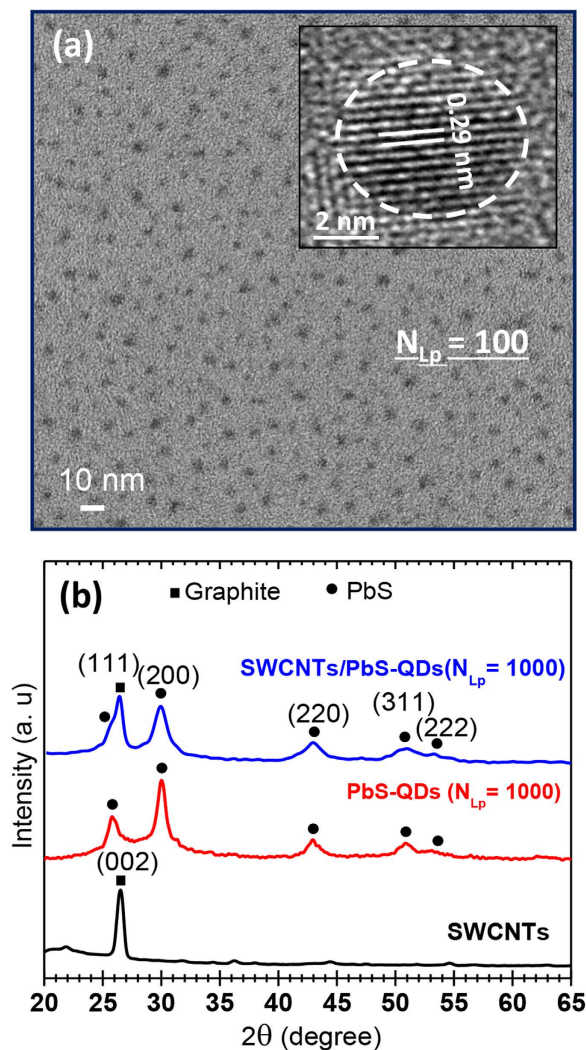 (a)
0.29 nm
2 nm
N_Lp = 100
10 nm
(b)
■ Graphite ● PbS
(111)
(200)
SWCNTs/PbS-QDs(N_Lp= 1000)
(220)
(311)
(222)
PbS-QDs (N_Lp= 1000)
(002)
SWCNTs
Intensity (a. u)
20 25 30 35 40 45 50 55 60 65
2θ (degree)